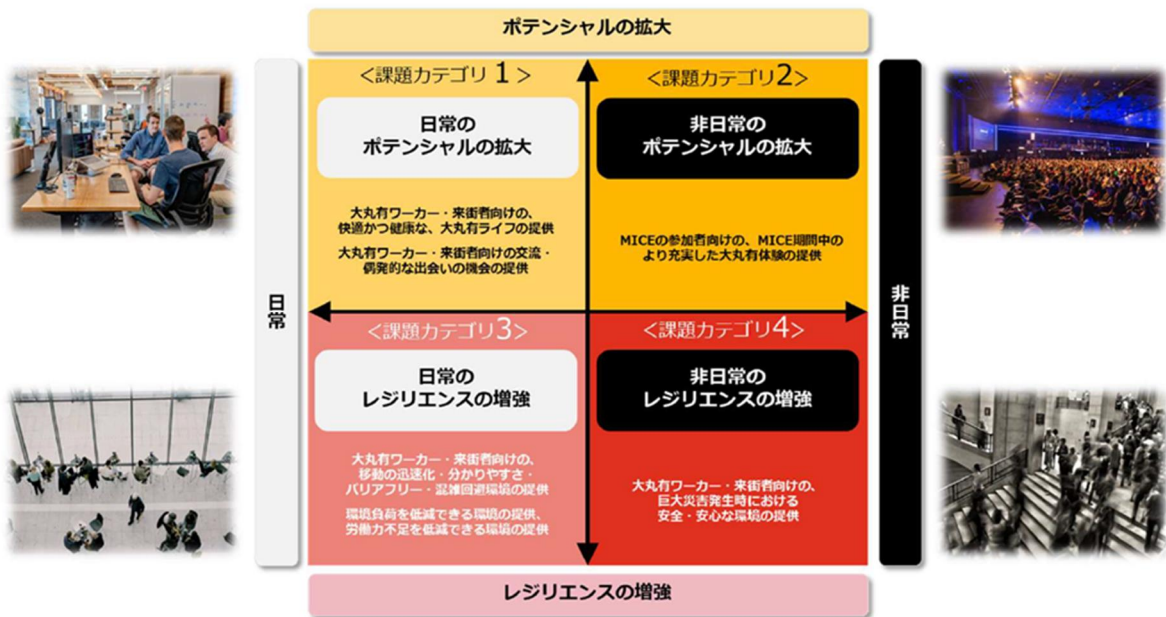 ポテンシャルの拡大
<課題カテゴリ1>
日常の
ポテンシャルの拡大
大丸有ワーカー・来街者向けの、
快適かつ健康な、大丸有ライフの提供
大丸有ワーカー・来街者向けの交流・
偶発的な出会いの機会の提供
<課題カテゴリ2>
非日常の
ポテンシャルの拡大
MICEの参加者向けの、MICE期間中の
より充実した大丸有体験の提供
日常
非日常
<課題カテゴリ3>
日常の
レジリエンスの増強
大丸有ワーカー・来街者向けの、
移動の迅速化・分かりやすさ・
バリアフリー・混雑回避環境の提供
環境負荷を低減できる環境の提供、
労働力不足を低減できる環境の提供
<課題カテゴリ4>
非日常の
レジリエンスの増強
大丸有ワーカー・来街者向けの、
巨大災害発生時における
安全・安心な環境の提供
レジリエンスの増強